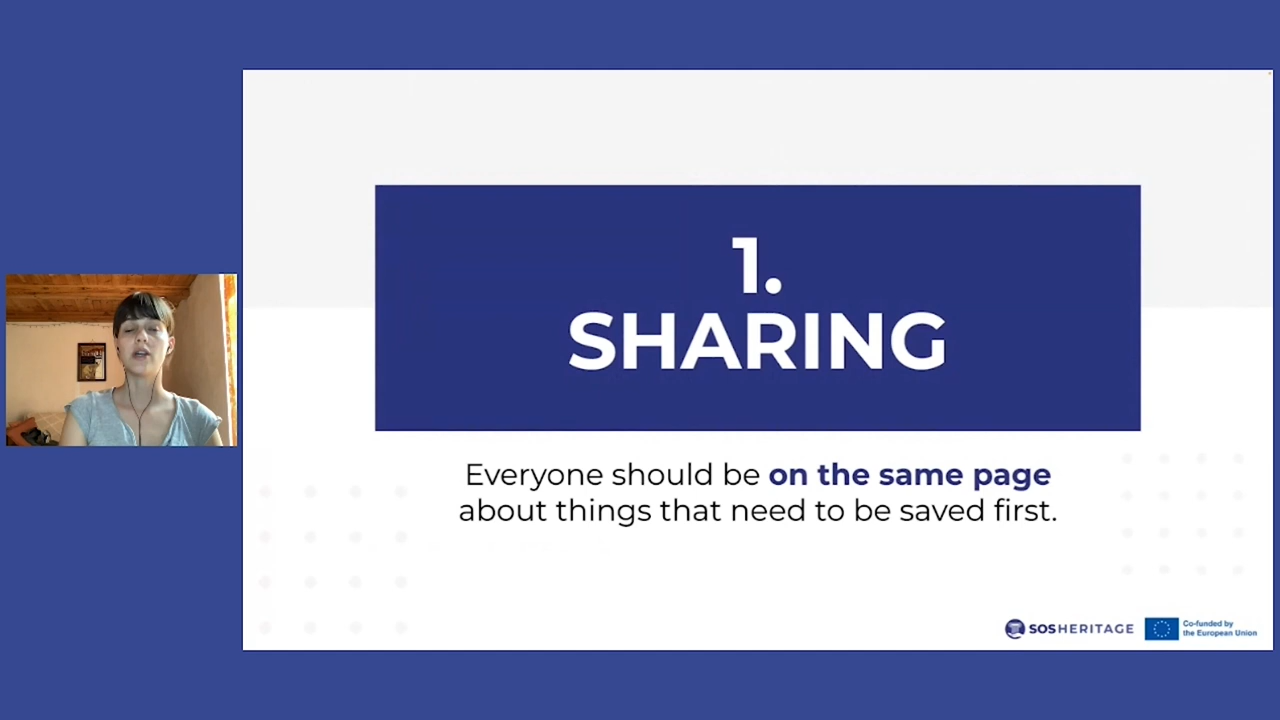 1.
SHARING
Everyone should be on the same page
about things that need to be saved first.
SOSHERITAGE
Co-funded by
the European Union